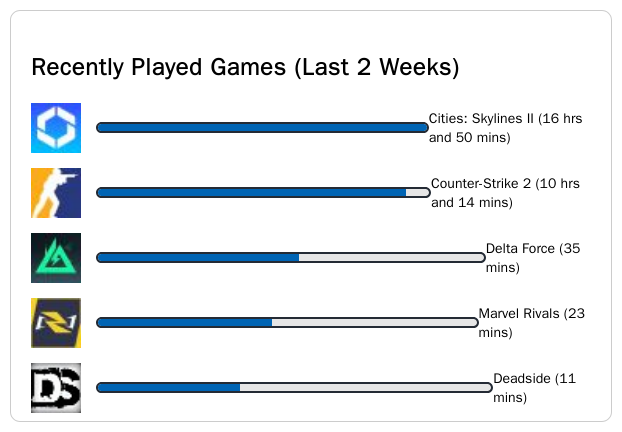 Recently Played Games (Last 2 Weeks)
Cities: Skylines II (16 hrs
and 50 mins)
Counter-Strike 2 (10 hrs
and 14 mins)
Delta Force (35
mins)
Marvel Rivals (23
mins)
DS
Deadside (11
mins)